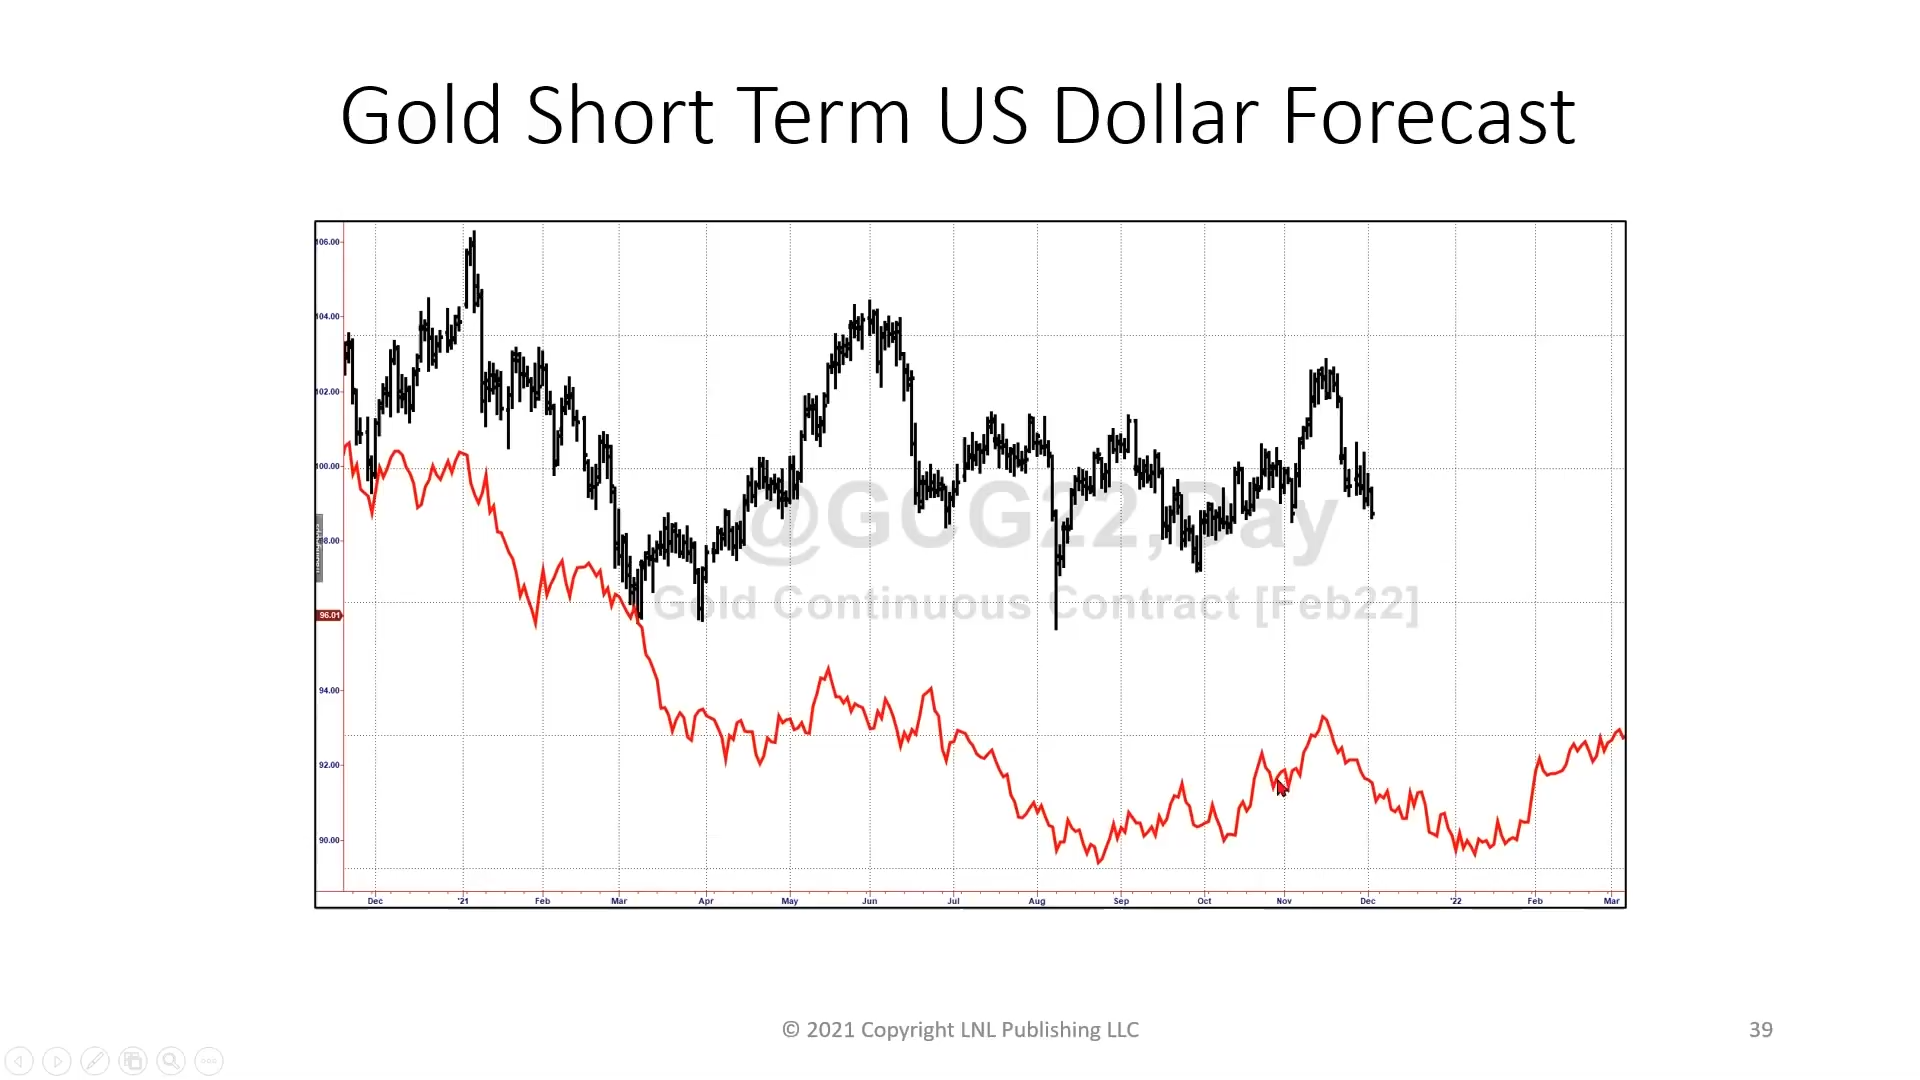 Gold Short Term US Dollar Forecast
106.00
104.00
102.00
100.00
98.00
96.01
94.00
92.00
90.00
@GCG22,Day
Gold Continuous Contract [Feb22]
Dec '21 Feb Mar Apr May Jun Jul Aug Sep Oct Nov Dec '22 Feb Mar
© 2021 Copyright LNL Publishing LLC
39